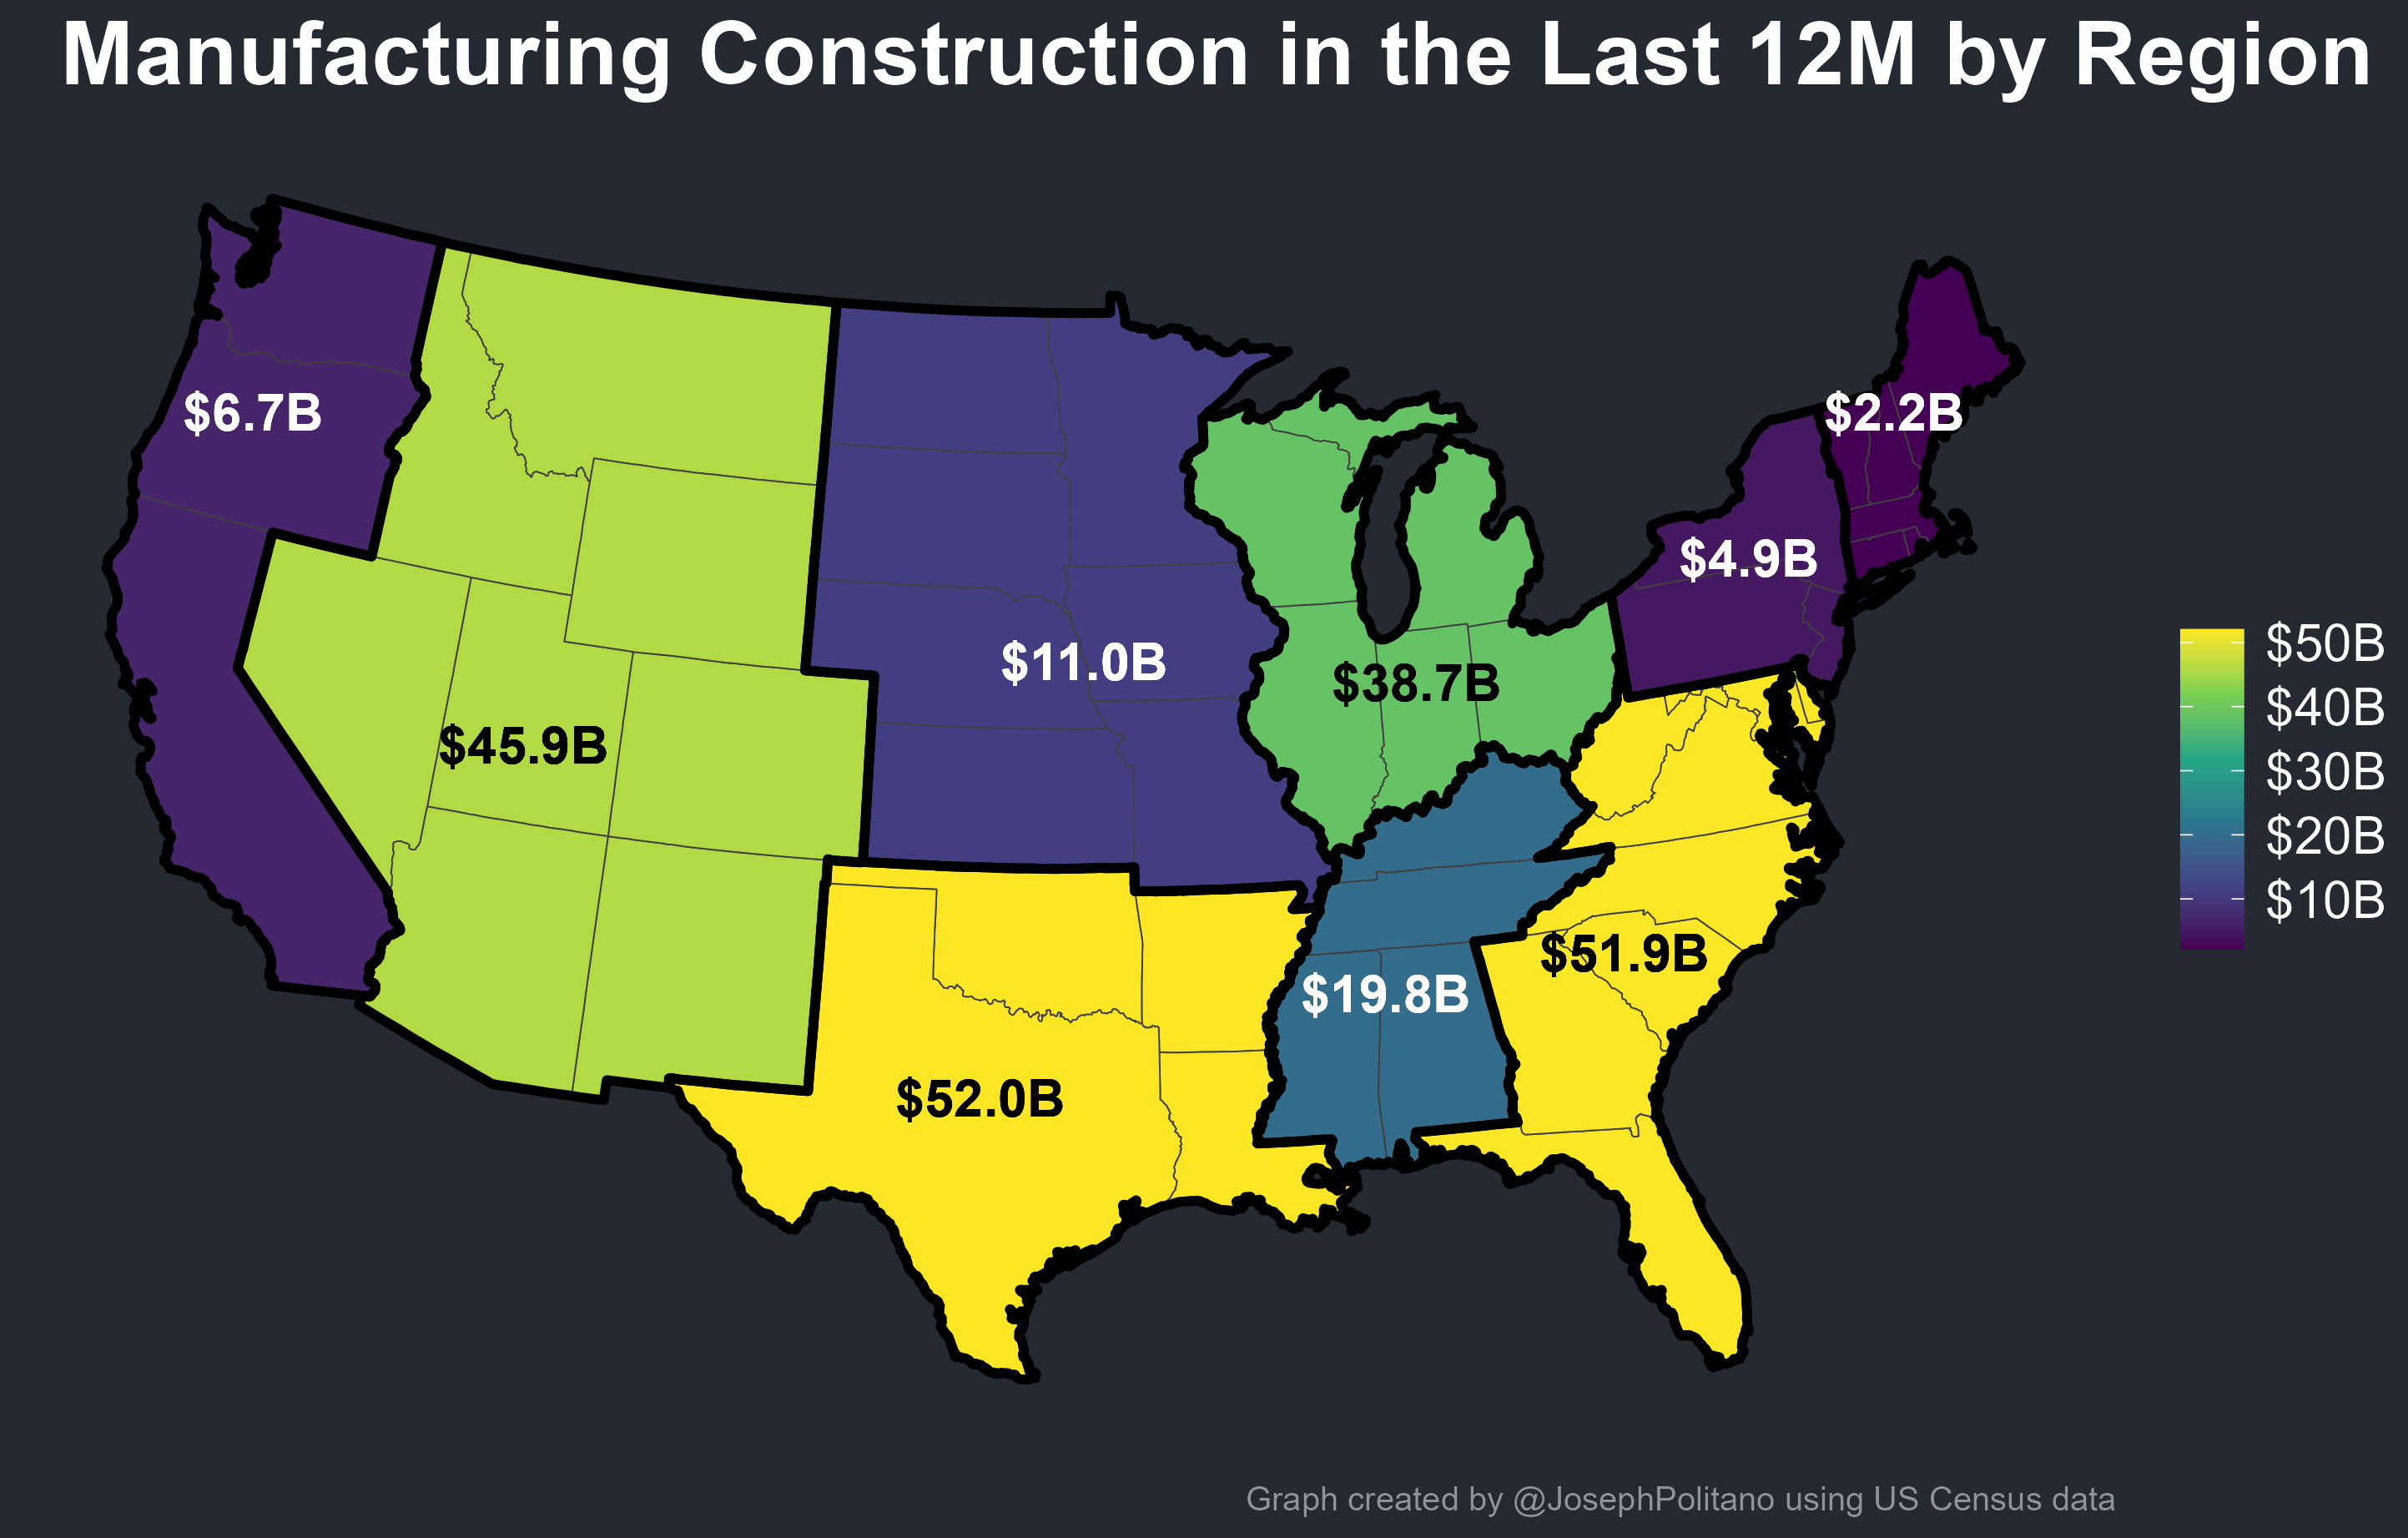 Manufacturing Construction in the Last 12M by Region
$6.7B
$2.2B
$4.9B
$11.0B
$38.7B
$45.9B
$51.9B
$19.8B
$52.0B
$50B
$40B
$30B
$20B
$10B
Graph created by @JosephPolitano using US Census data